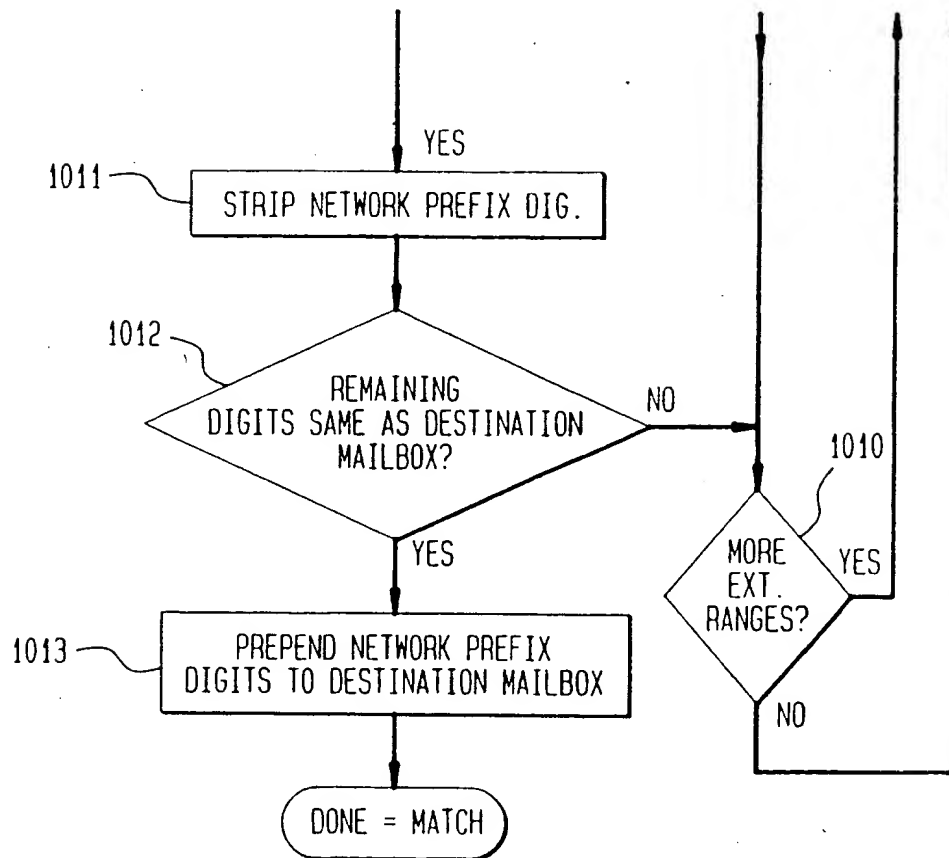 YES
1011
STRIP NETWORK PREFIX DIG.
1012
REMAINING
DIGITS SAME AS DESTINATION
MAILBOX?
NO
YES
1010
MORE
EXT.
RANGES?
YES
NO
1013
PREPEND NETWORK PREFIX
DIGITS TO DESTINATION MAILBOX
DONE = MATCH